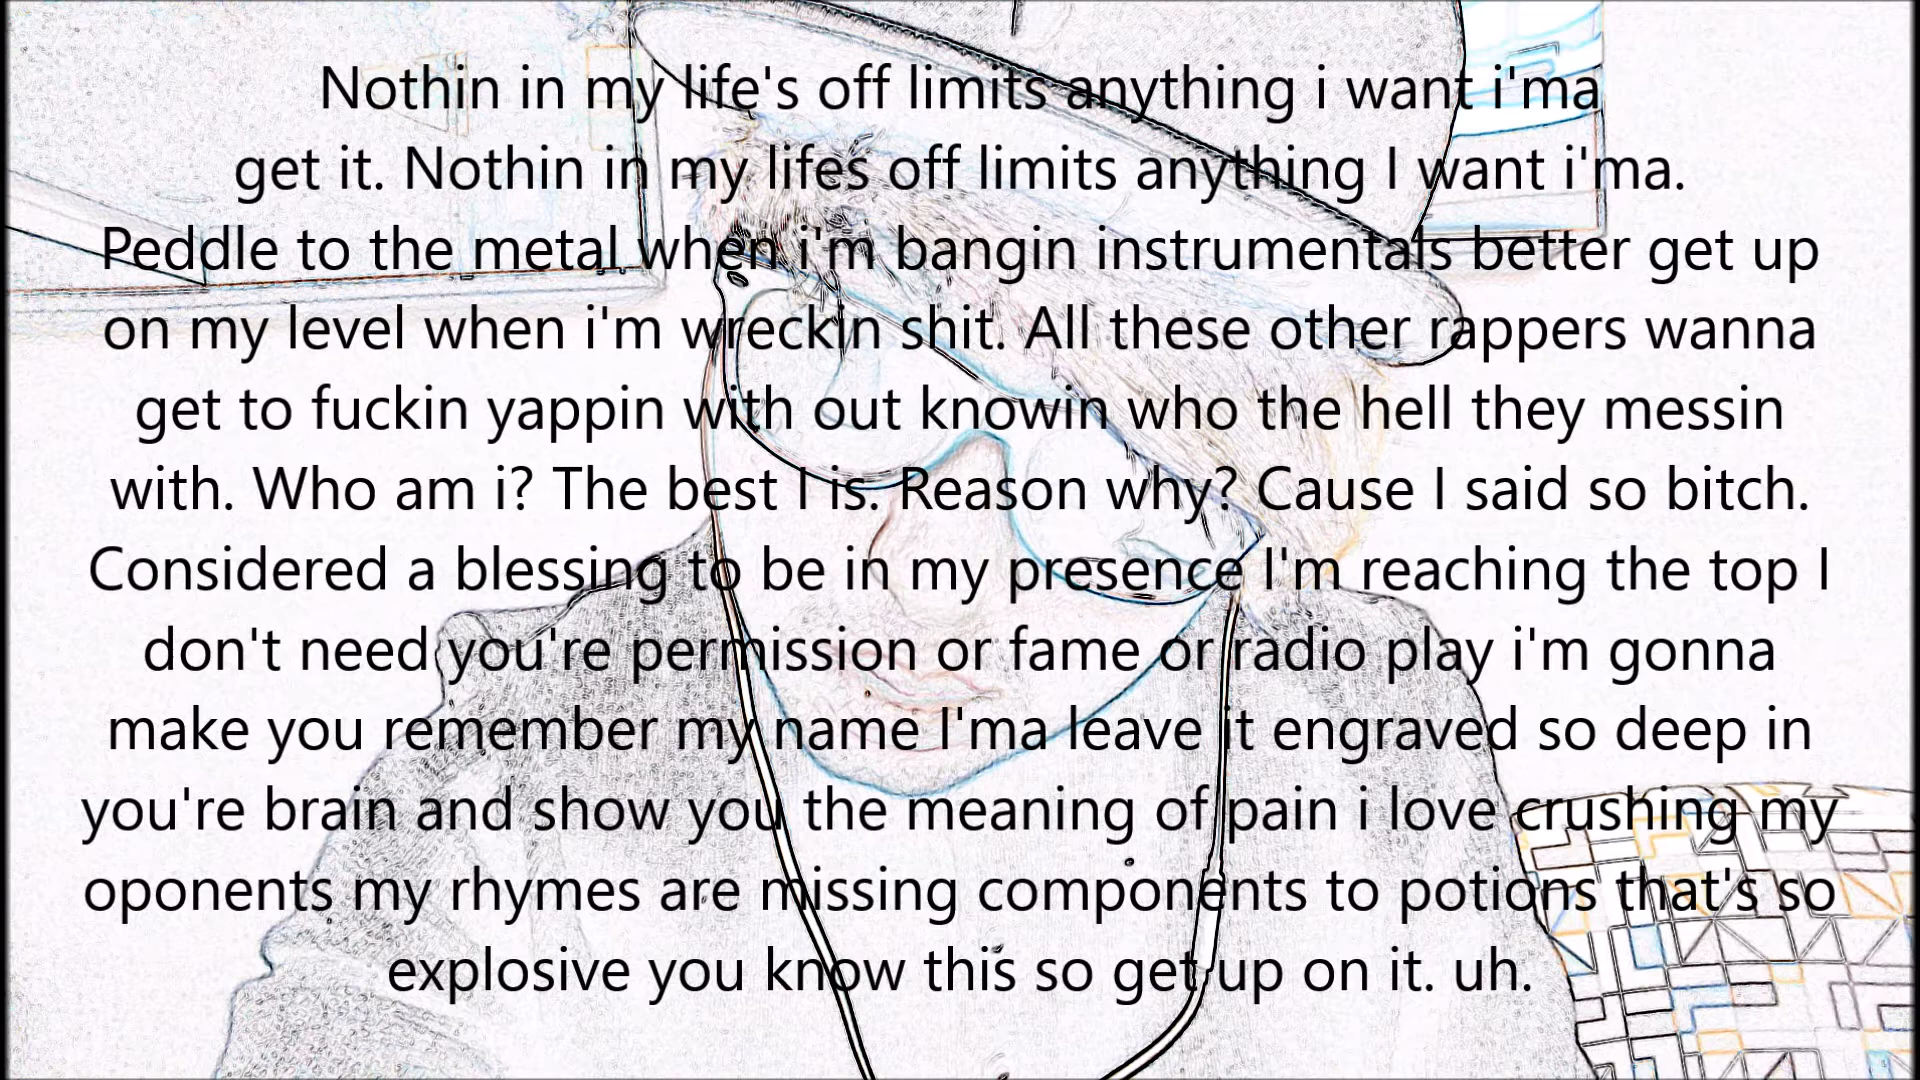 Nothin in my life's off limits anything i want i'ma
get it. Nothin in my lifes off limits anything I want i'ma.
Peddle to the metal when i'm bangin instrumentals better get up
on my level when i'm wreckin shit. All these other rappers wanna
get to fuckin yappin with out knowin who the hell they messin
with. Who am i? The best I is. Reason why? Cause I said so bitch.
Considered a blessing to be in my presence I'm reaching the top I
don't need you're permission or fame or radio play i'm gonna
make you remember my name I'ma leave it engraved so deep in
you're brain and show you the meaning of pain i love crushing my
oponents my rhymes are missing components to potions that's so
explosive you know this so get up on it. uh.